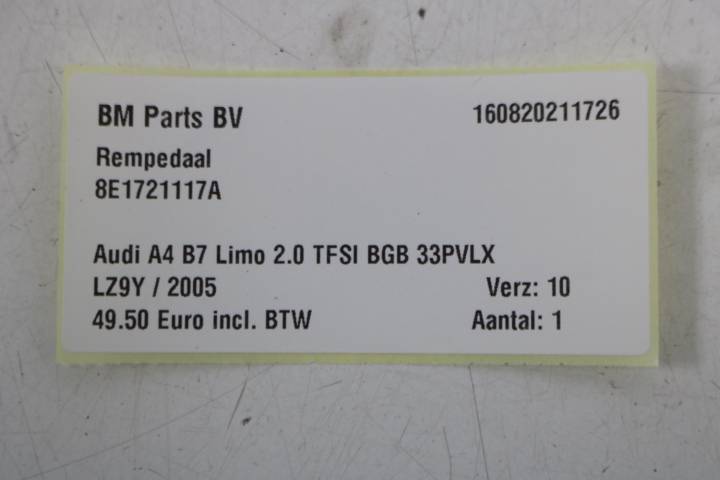 BM Parts BV 160820211726
Rempedaal
8E1721117A
Audi A4 B7 Limo 2.0 TFSI BGB 33PVLX
LZ9Y / 2005 Verz: 10
49.50 Euro incl. BTW Aantal: 1